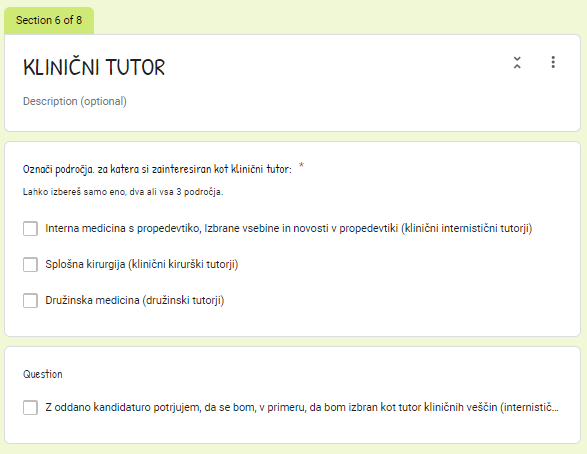 Section 6 of 8
KLINIČNI TUTOR
Description (optional)
Označi področja. za katera si zainteresiran kot klinični tutor: *
Lahko izbereš samo eno, dva ali vsa 3 področja.
Interna medicina s propedevtiko, Izbrane vsebine in novosti v propedevtiki (klinični internistični tutorji)
Splošna kirurgija (klinični kirurški tutorji)
Družinska medicina (družinski tutorji)
Question
Z oddano kandidaturo potrjujem, da se bom, v primeru, da bom izbran kot tutor kliničnih veščin (internistič...